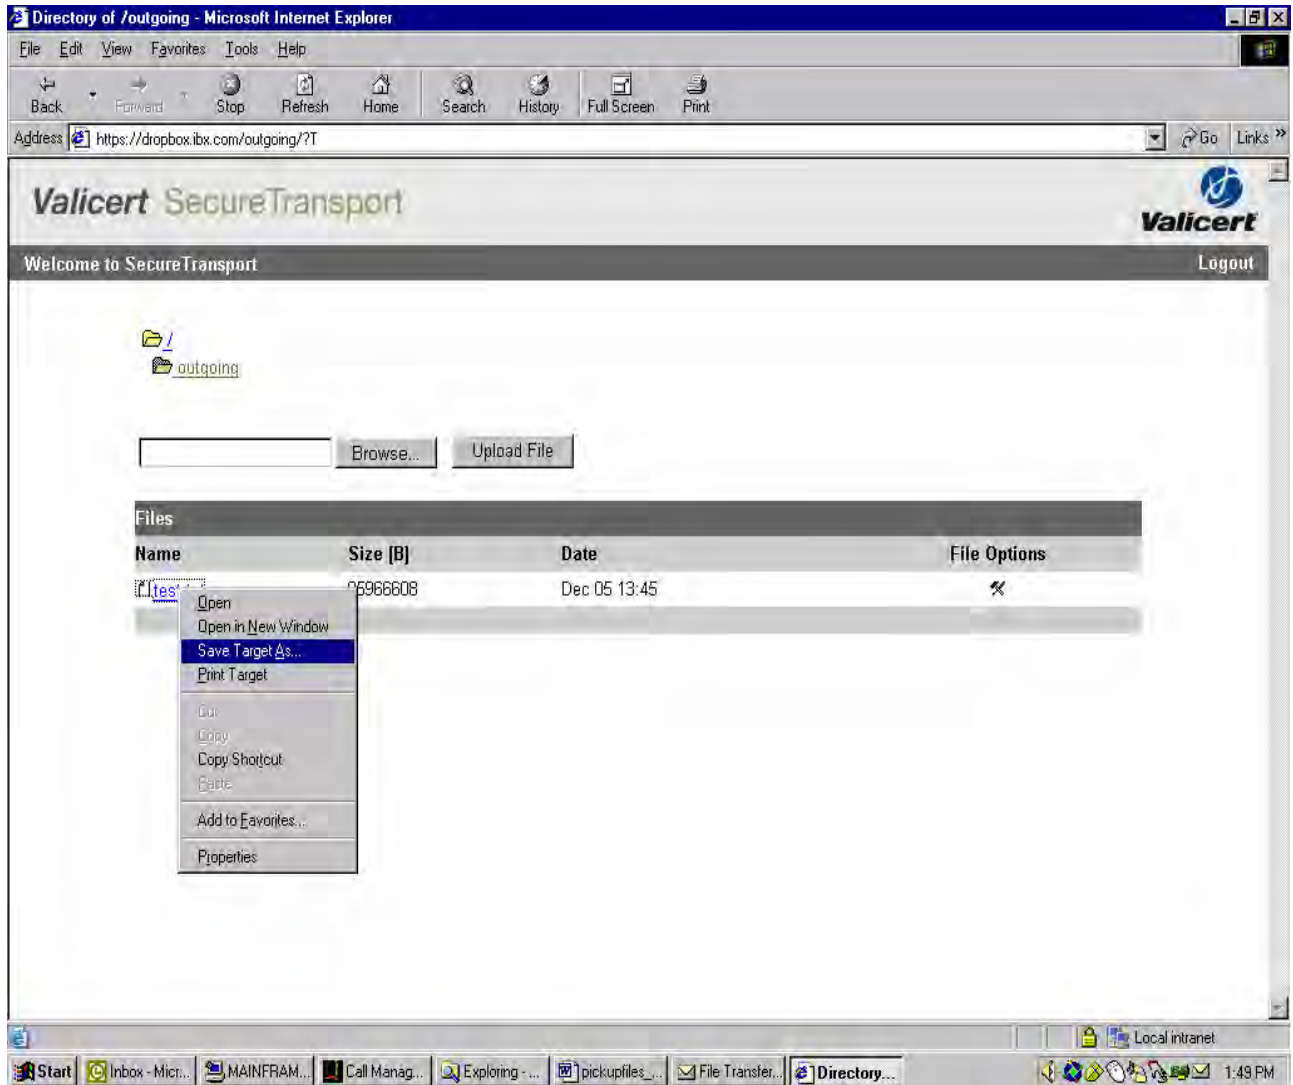 Directory of /outgoing - Microsoft Internet Explorer
File Edit View Favorites Tools Help
Back Forward Stop Refresh Home Search History Full Screen Print
Address https://dropbox.ibx.com/outgoing/?T Go Links »
Valicert SecureTransport
Valicert
Welcome to SecureTransport Logout
/
outgoing
Browse... Upload File
Files
Name Size [B] Date File Options
Dec 05 13:45
Open
Open in New Window
Save Target As...
Print Target
Cut
Copy
Copy Shortcut
Paste
Add to Favorites...
Properties
Local intranet
Start Inbox - Micr... MAINFRAM... Call Manag... Exploring - ... pickupfiles_... File Transfer... Directory... 1:49 PM